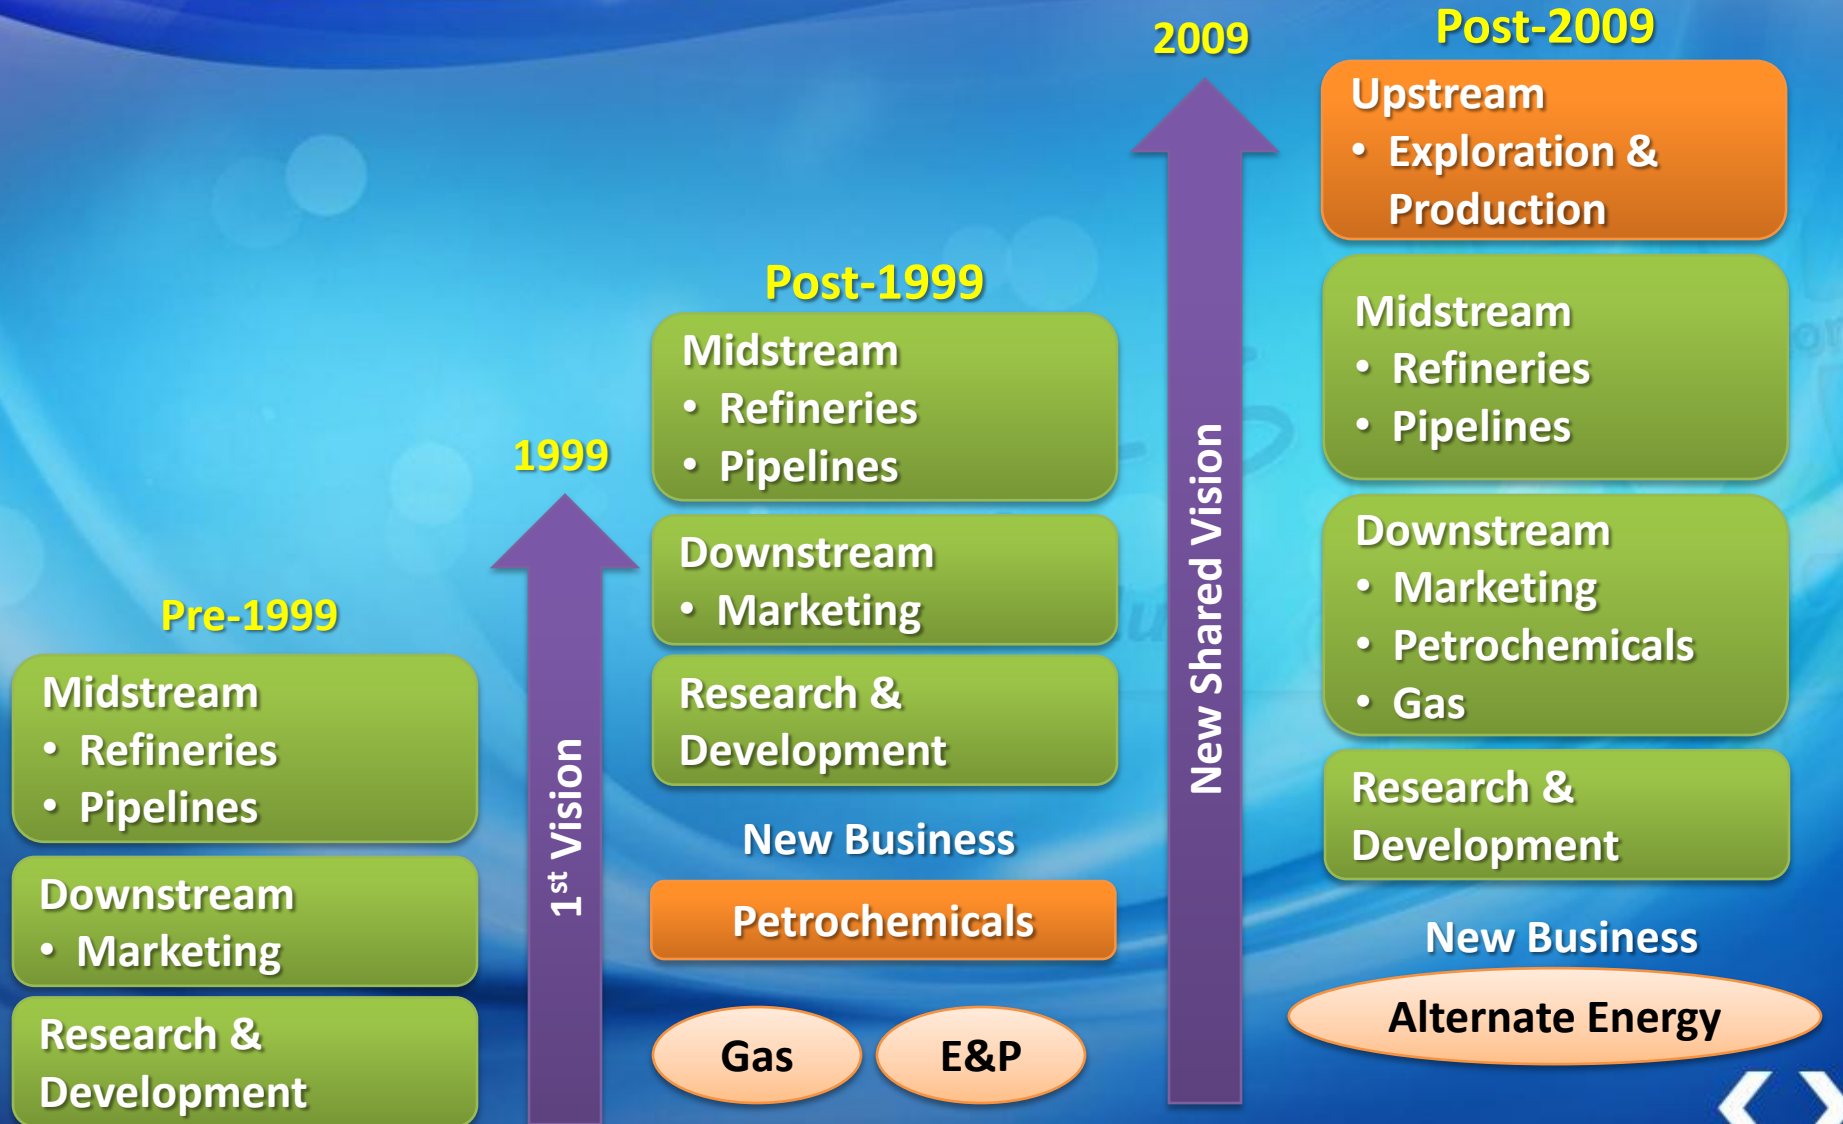 Pre-1999
Midstream
• Refineries
• Pipelines
Downstream
• Marketing
Research &
Development
1999
1st Vision
Post-1999
Midstream
• Refineries
• Pipelines
Downstream
• Marketing
Research &
Development
New Business
Petrochemicals
Gas
E&P
2009
New Shared Vision
Post-2009
Upstream
• Exploration &
Production
Midstream
• Refineries
• Pipelines
Downstream
• Marketing
• Petrochemicals
• Gas
Research &
Development
New Business
Alternate Energy